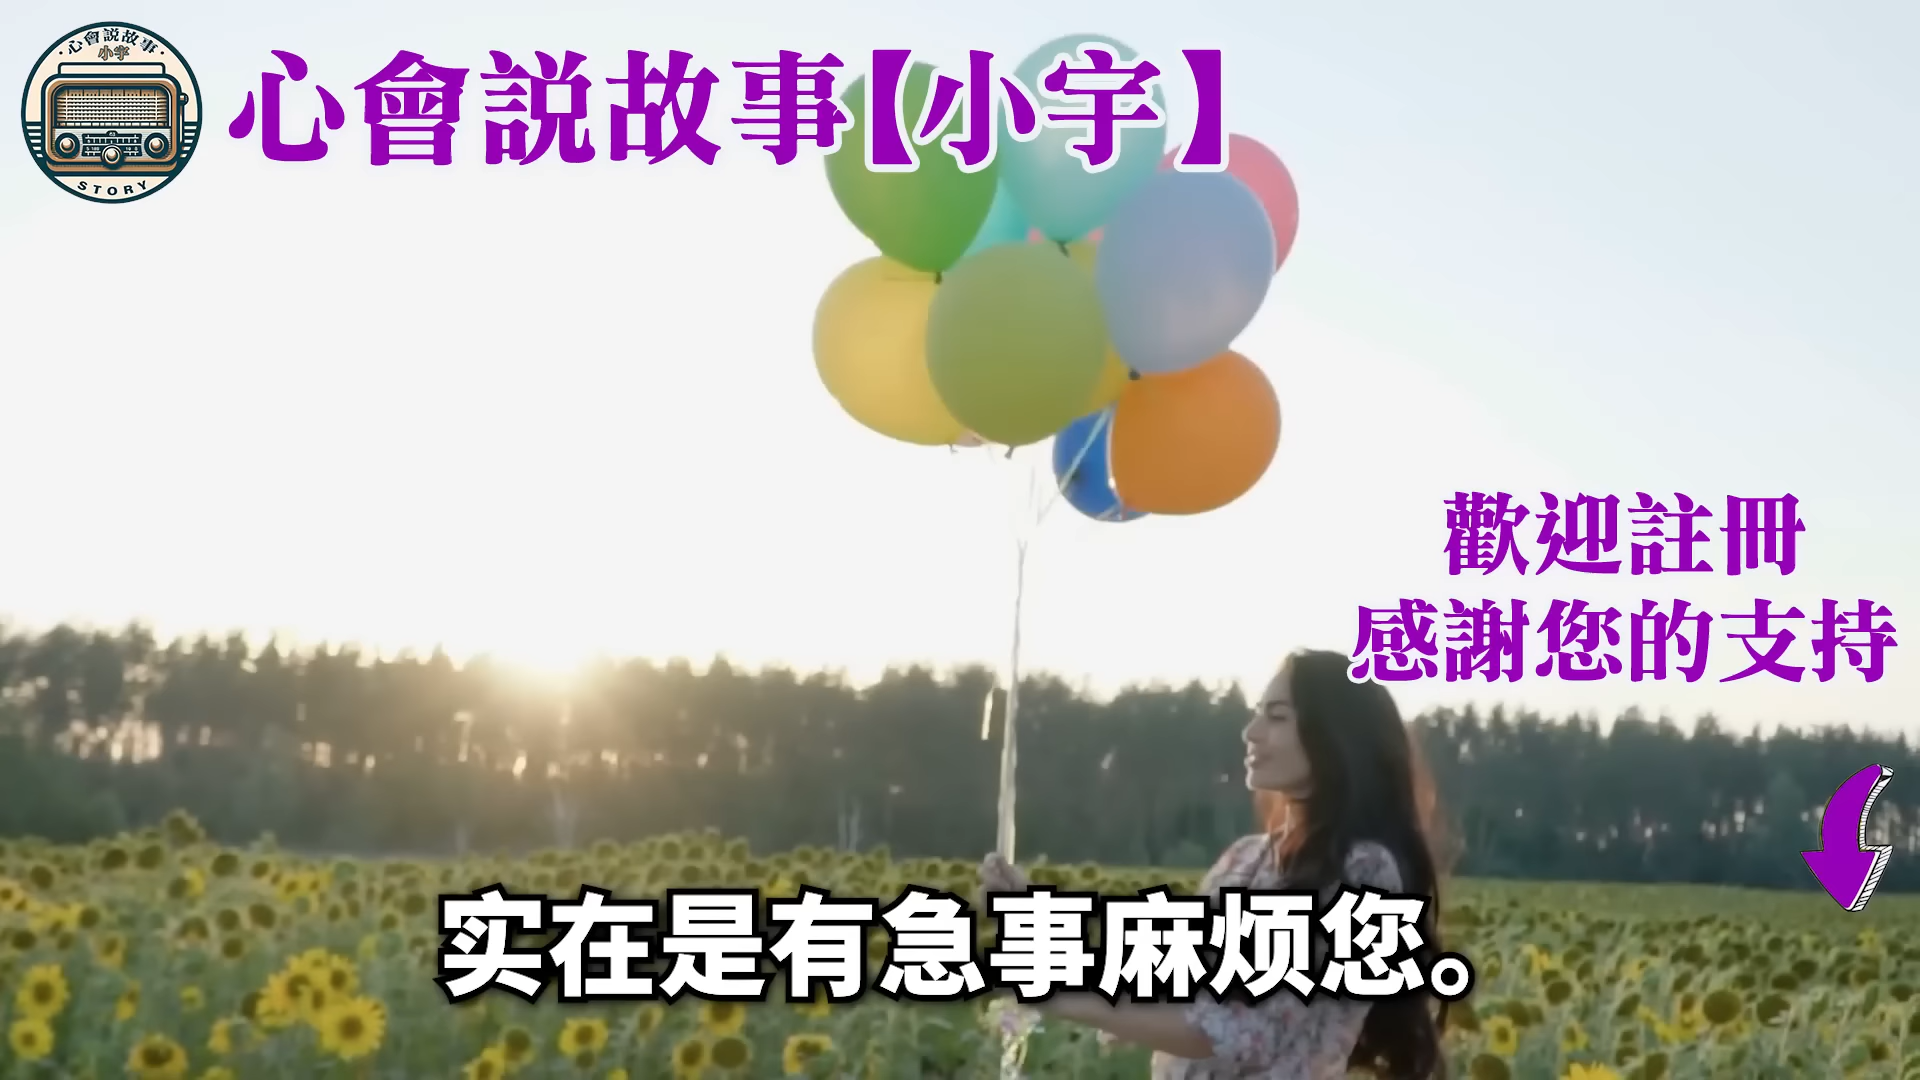 心會説故事
小宇
STORY
心會説故事【小宇】
歡迎註冊
感謝您的支持
实在是有急事麻烦您。